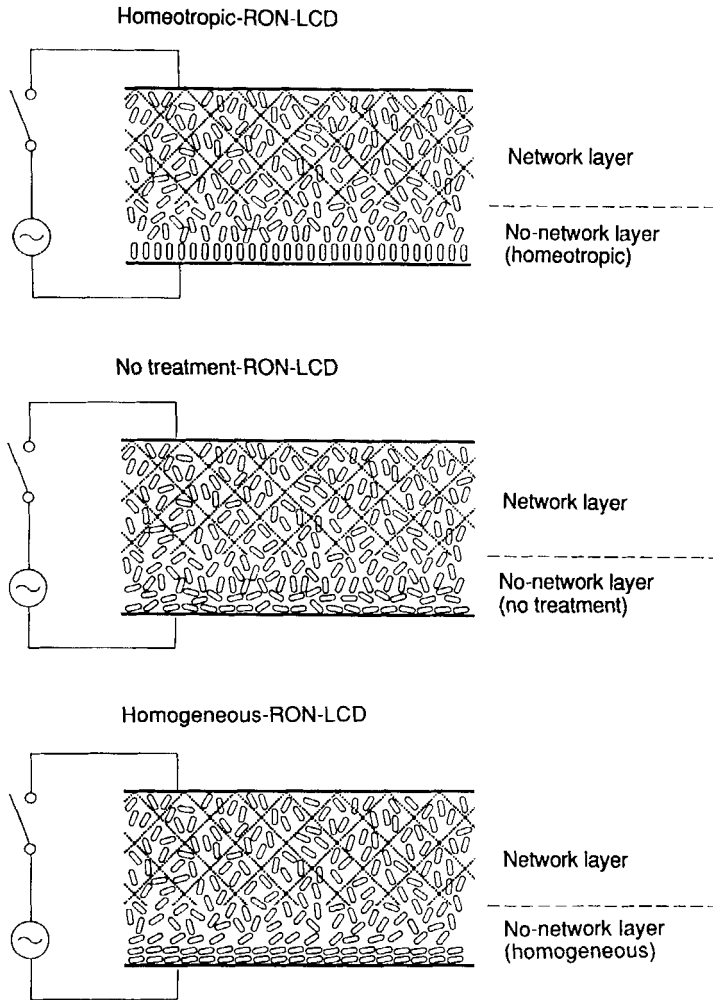 Homeotropic-RON-LCD
Network layer
No-network layer
(homeotropic)
No treatment-RON-LCD
Network layer
No-network layer
(no treatment)
Homogeneous-RON-LCD
Network layer
No-network layer
(homogeneous)